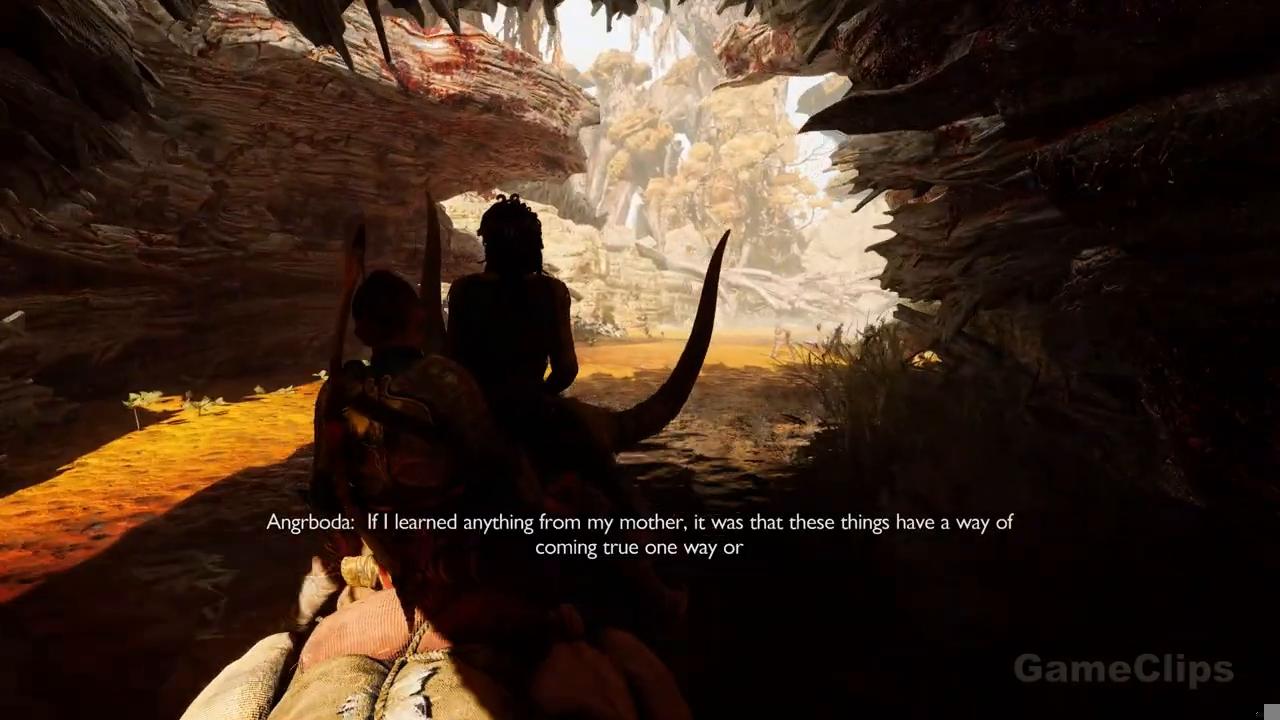 Angrboda: If I learned anything from my mother, it was that these things have a way of
coming true one way or
GameClips